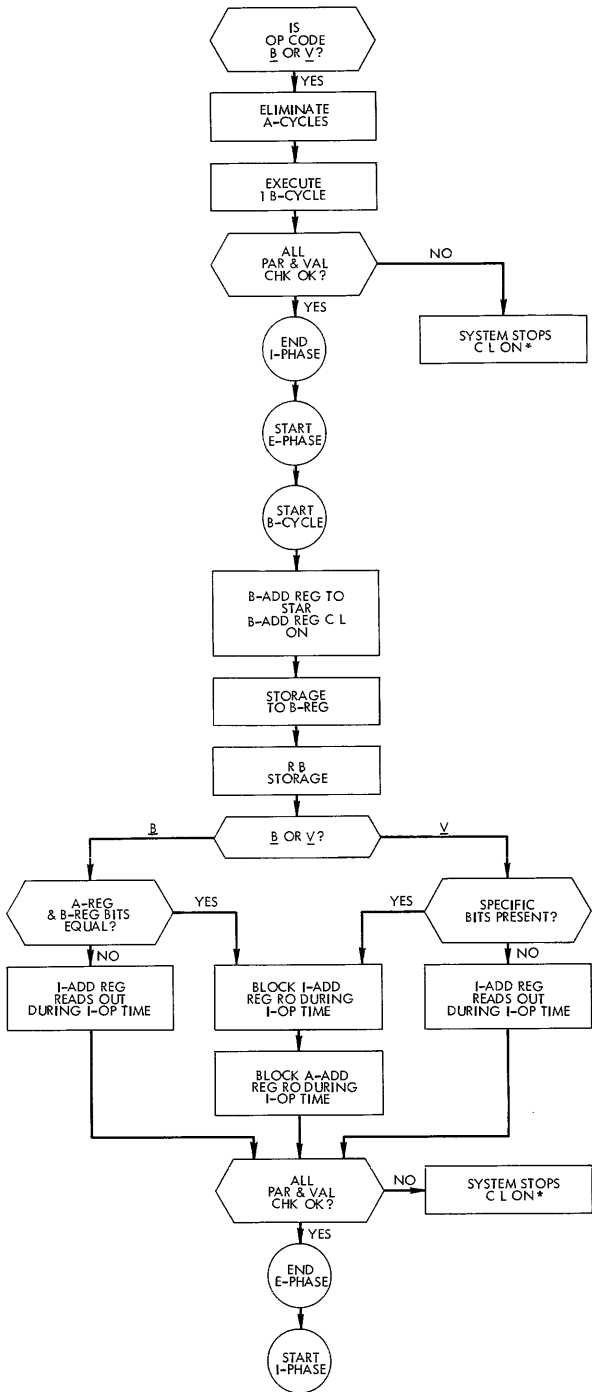 IS
OP CODE
B OR V?
YES
ELIMINATE
A-CYCLES
EXECUTE
1 B-CYCLE
ALL
PAR & VAL
CHK OK?
NO
YES
SYSTEM STOPS
C L ON *
END
I-PHASE
START
E-PHASE
START
B-CYCLE
B-ADD REG TO
STAR
B-ADD REG C L
ON
STORAGE
TO B-REG
R B
STORAGE
B
B OR V?
V
A-REG
& B-REG BITS
EQUAL?
YES
YES
SPECIFIC
BITS PRESENT?
NO
NO
I-ADD REG
READS OUT
DURING I-OP TIME
BLOCK I-ADD
REG RO DURING
I-OP TIME
I-ADD REG
READS OUT
DURING I-OP TIME
BLOCK A-ADD
REG RO DURING
I-OP TIME
ALL
PAR & VAL
CHK OK?
NO
SYSTEM STOPS
C L ON *
YES
END
E-PHASE
START
I-PHASE